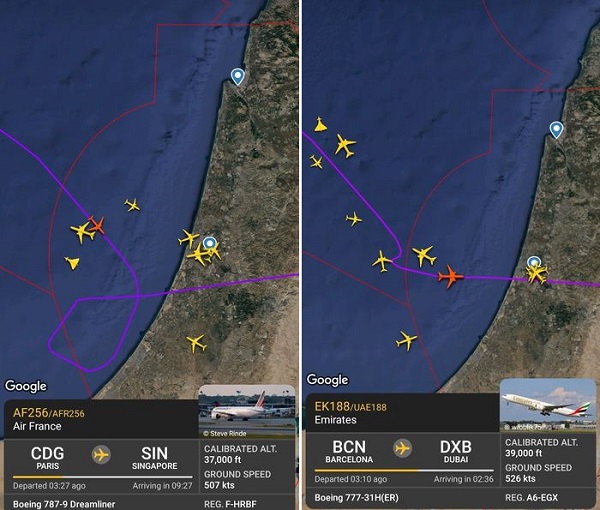 Google
AF256/AFR256
Air France
© Steve Rinde
CDG
PARIS
SIN
SINGAPORE
Departed 03:27 ago
Arriving in 09:27
CALIBRATED ALT.
37,000 ft
GROUND SPEED
507 kts
Boeing 787-9 Dreamliner
REG. F-HRBF
Google
EK188/UAE188
Emirates
BCN
BARCELONA
DXB
DUBAI
Departed 03:10 ago
Arriving in 02:36
CALIBRATED ALT.
39,000 ft
GROUND SPEED
526 kts
Boeing 777-31H(ER)
REG. A6-EGX